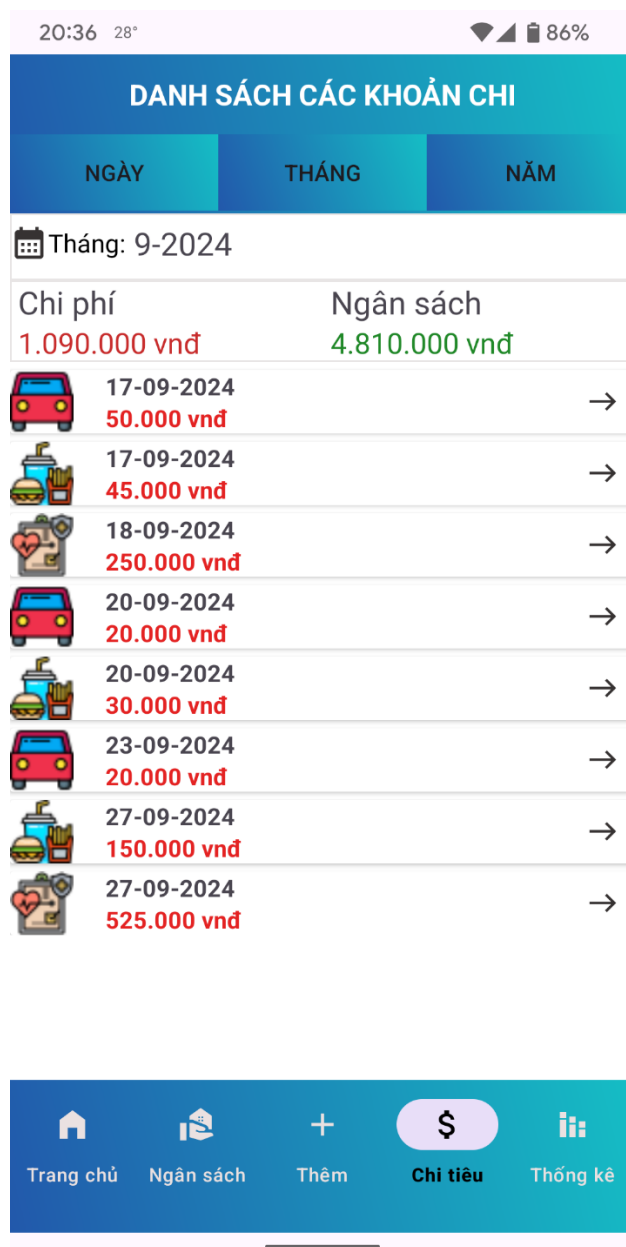 20:36 28° 86%
DANH SÁCH CÁC KHOẢN CHI
NGÀY THÁNG NĂM
Tháng: 9-2024
Chi phí Ngân sách
1.090.000 vnđ 4.810.000 vnđ
17-09-2024
50.000 vnđ
17-09-2024
45.000 vnđ
18-09-2024
250.000 vnđ
20-09-2024
20.000 vnđ
20-09-2024
30.000 vnđ
23-09-2024
20.000 vnđ
27-09-2024
150.000 vnđ
27-09-2024
525.000 vnđ
Trang chủ Ngân sách Thêm Chi tiêu Thống kê